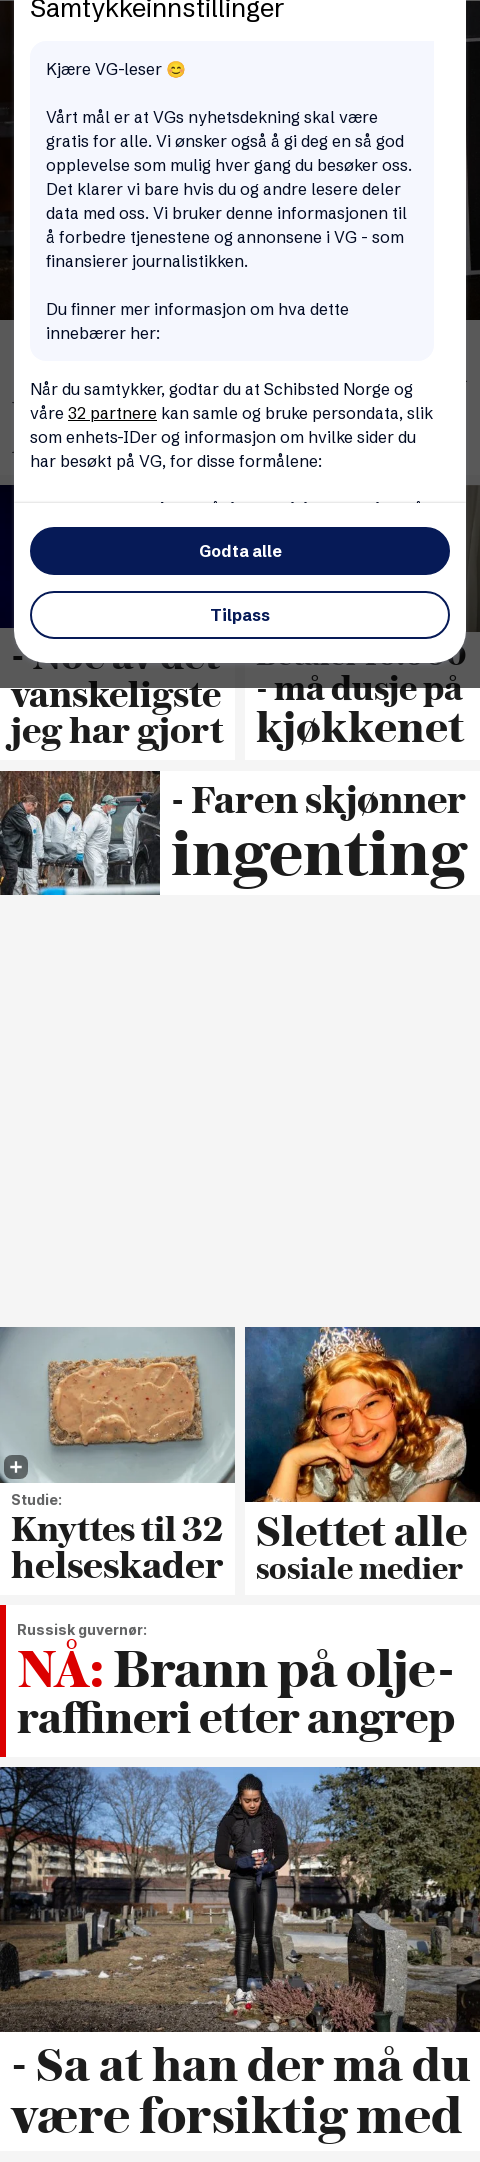 Samtykkeinnstillinger
Kjære VG-leser 😊
Vårt mål er at VGs nyhetsdekning skal være
gratis for alle. Vi ønsker også å gi deg en så god
opplevelse som mulig hver gang du besøker oss.
Det klarer vi bare hvis du og andre lesere deler
data med oss. Vi bruker denne informasjonen til
å forbedre tjenestene og annonsene i VG - som
finansierer journalistikken.
Du finner mer informasjon om hva dette
innebærer her:
Når du samtykker, godtar du at Schibsted Norge og
våre 32 partnere kan samle og bruke persondata, slik
som enhets-IDer og informasjon om hvilke sider du
har besøkt på VG, for disse formålene:
Godta alle
Tilpass
- Noe av det
vanskeligste
jeg har gjort
- må dusje på
kjøkkenet
- Faren skjønner
ingenting
Studie:
Knyttes til 32
helseskader
Slettet alle
sosiale medier
Russisk guvernør:
NÅ: Brann på olje-
raffineri etter angrep
- Sa at han der må du
være forsiktig med